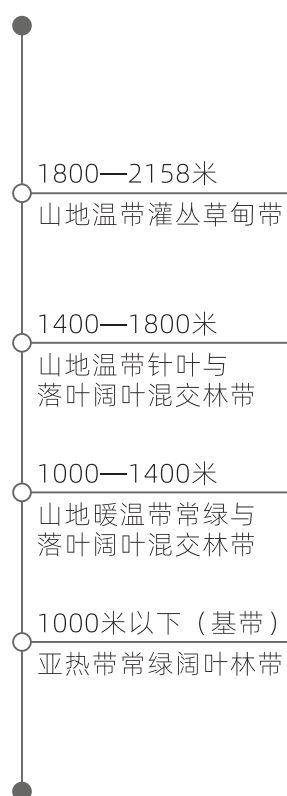 1800—2158米
山地温带灌丛草甸带
1400—1800米
山地温带针叶与
落叶阔叶混交林带
1000—1400米
山地暖温带常绿与
落叶阔叶混交林带
1000米以下（基带）
亚热带常绿阔叶林带